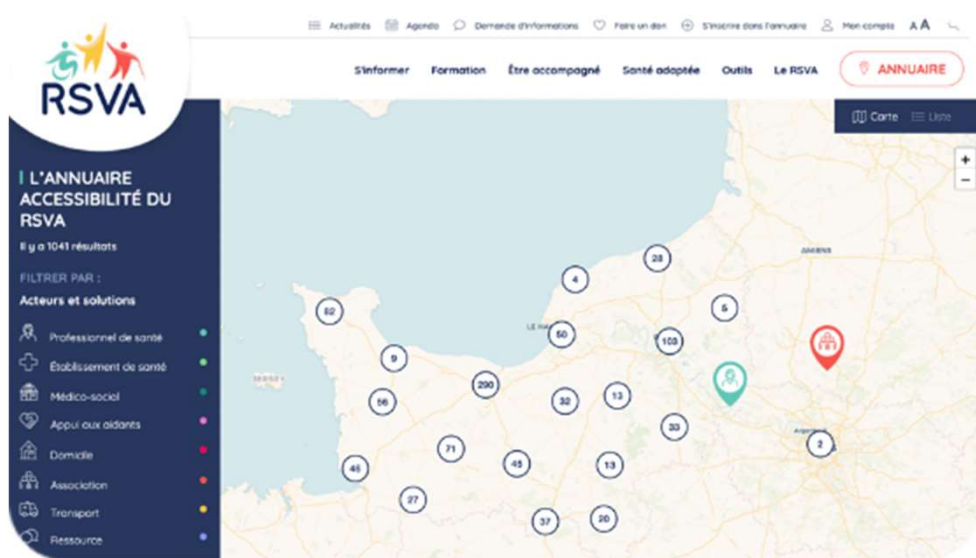 Actualités Agenda Demande d'informations Faire un don S'inscrire dans l'annuaire Mon compte A A
RSVA
S'informer Formation Être accompagné Santé adaptée Outils Le RSVA ANNUAIRE
Carte Liste
+
−
L'ANNUAIRE
ACCESSIBILITÉ DU
RSVA
Il y a 1041 résultats
FILTRER PAR :
Acteurs et solutions
Professionnel de santé
Établissement de santé
Médico-social
Appui aux aidants
Domicile
Association
Transport
Ressource
AMIENS
28
4
5
82
LE HA
50
103
9
290
56
32
13
33
71
2
46
45
13
27
37
20